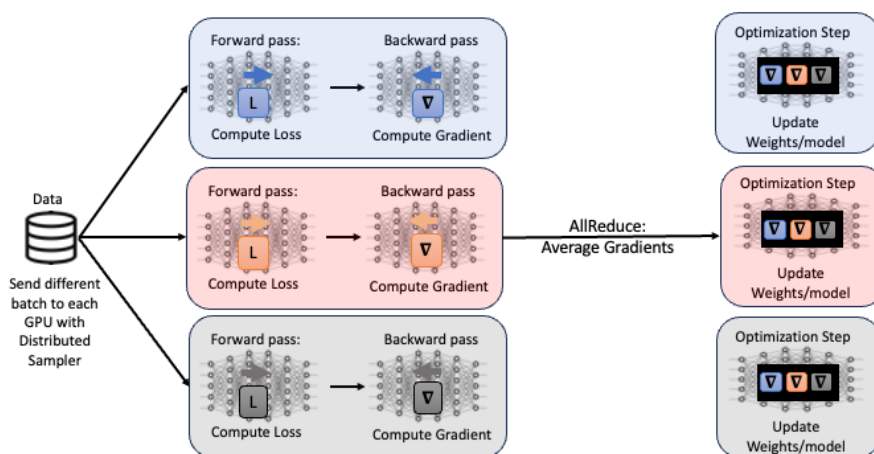 Data
Send different
batch to each
GPU with
Distributed
Sampler
Forward pass:
L
Compute Loss
Backward pass
∇
Compute Gradient
Forward pass:
L
Compute Loss
Backward pass
∇
Compute Gradient
Forward pass:
L
Compute Loss
Backward pass
∇
Compute Gradient
AllReduce:
Average Gradients
Optimization Step
∇ ∇ ∇
Update
Weights/model
Optimization Step
∇ ∇ ∇
Update
Weights/model
Optimization Step
∇ ∇ ∇
Update
Weights/model